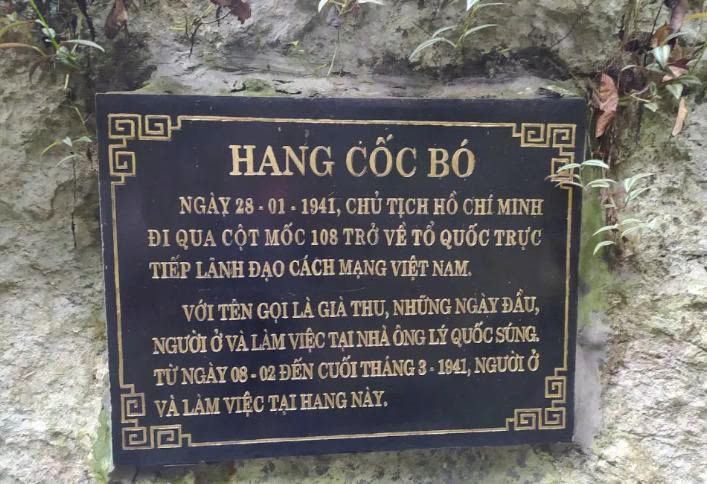 HANG CỐC BÓ
NGÀY 28 - 01 - 1941, CHỦ TỊCH HỒ CHÍ MINH
ĐI QUA CỘT MỐC 108 TRỞ VỀ TỔ QUỐC TRỰC
TIẾP LÃNH ĐẠO CÁCH MẠNG VIỆT NAM.
VỚI TÊN GỌI LÀ GIÀ THU, NHỮNG NGÀY ĐẦU,
NGƯỜI Ở VÀ LÀM VIỆC TẠI NHÀ ÔNG LÝ QUỐC SÚNG.
TỪ NGÀY 08 - 02 ĐẾN CUỐI THÁNG 3 - 1941, NGƯỜI Ở
VÀ LÀM VIỆC TẠI HANG NÀY.